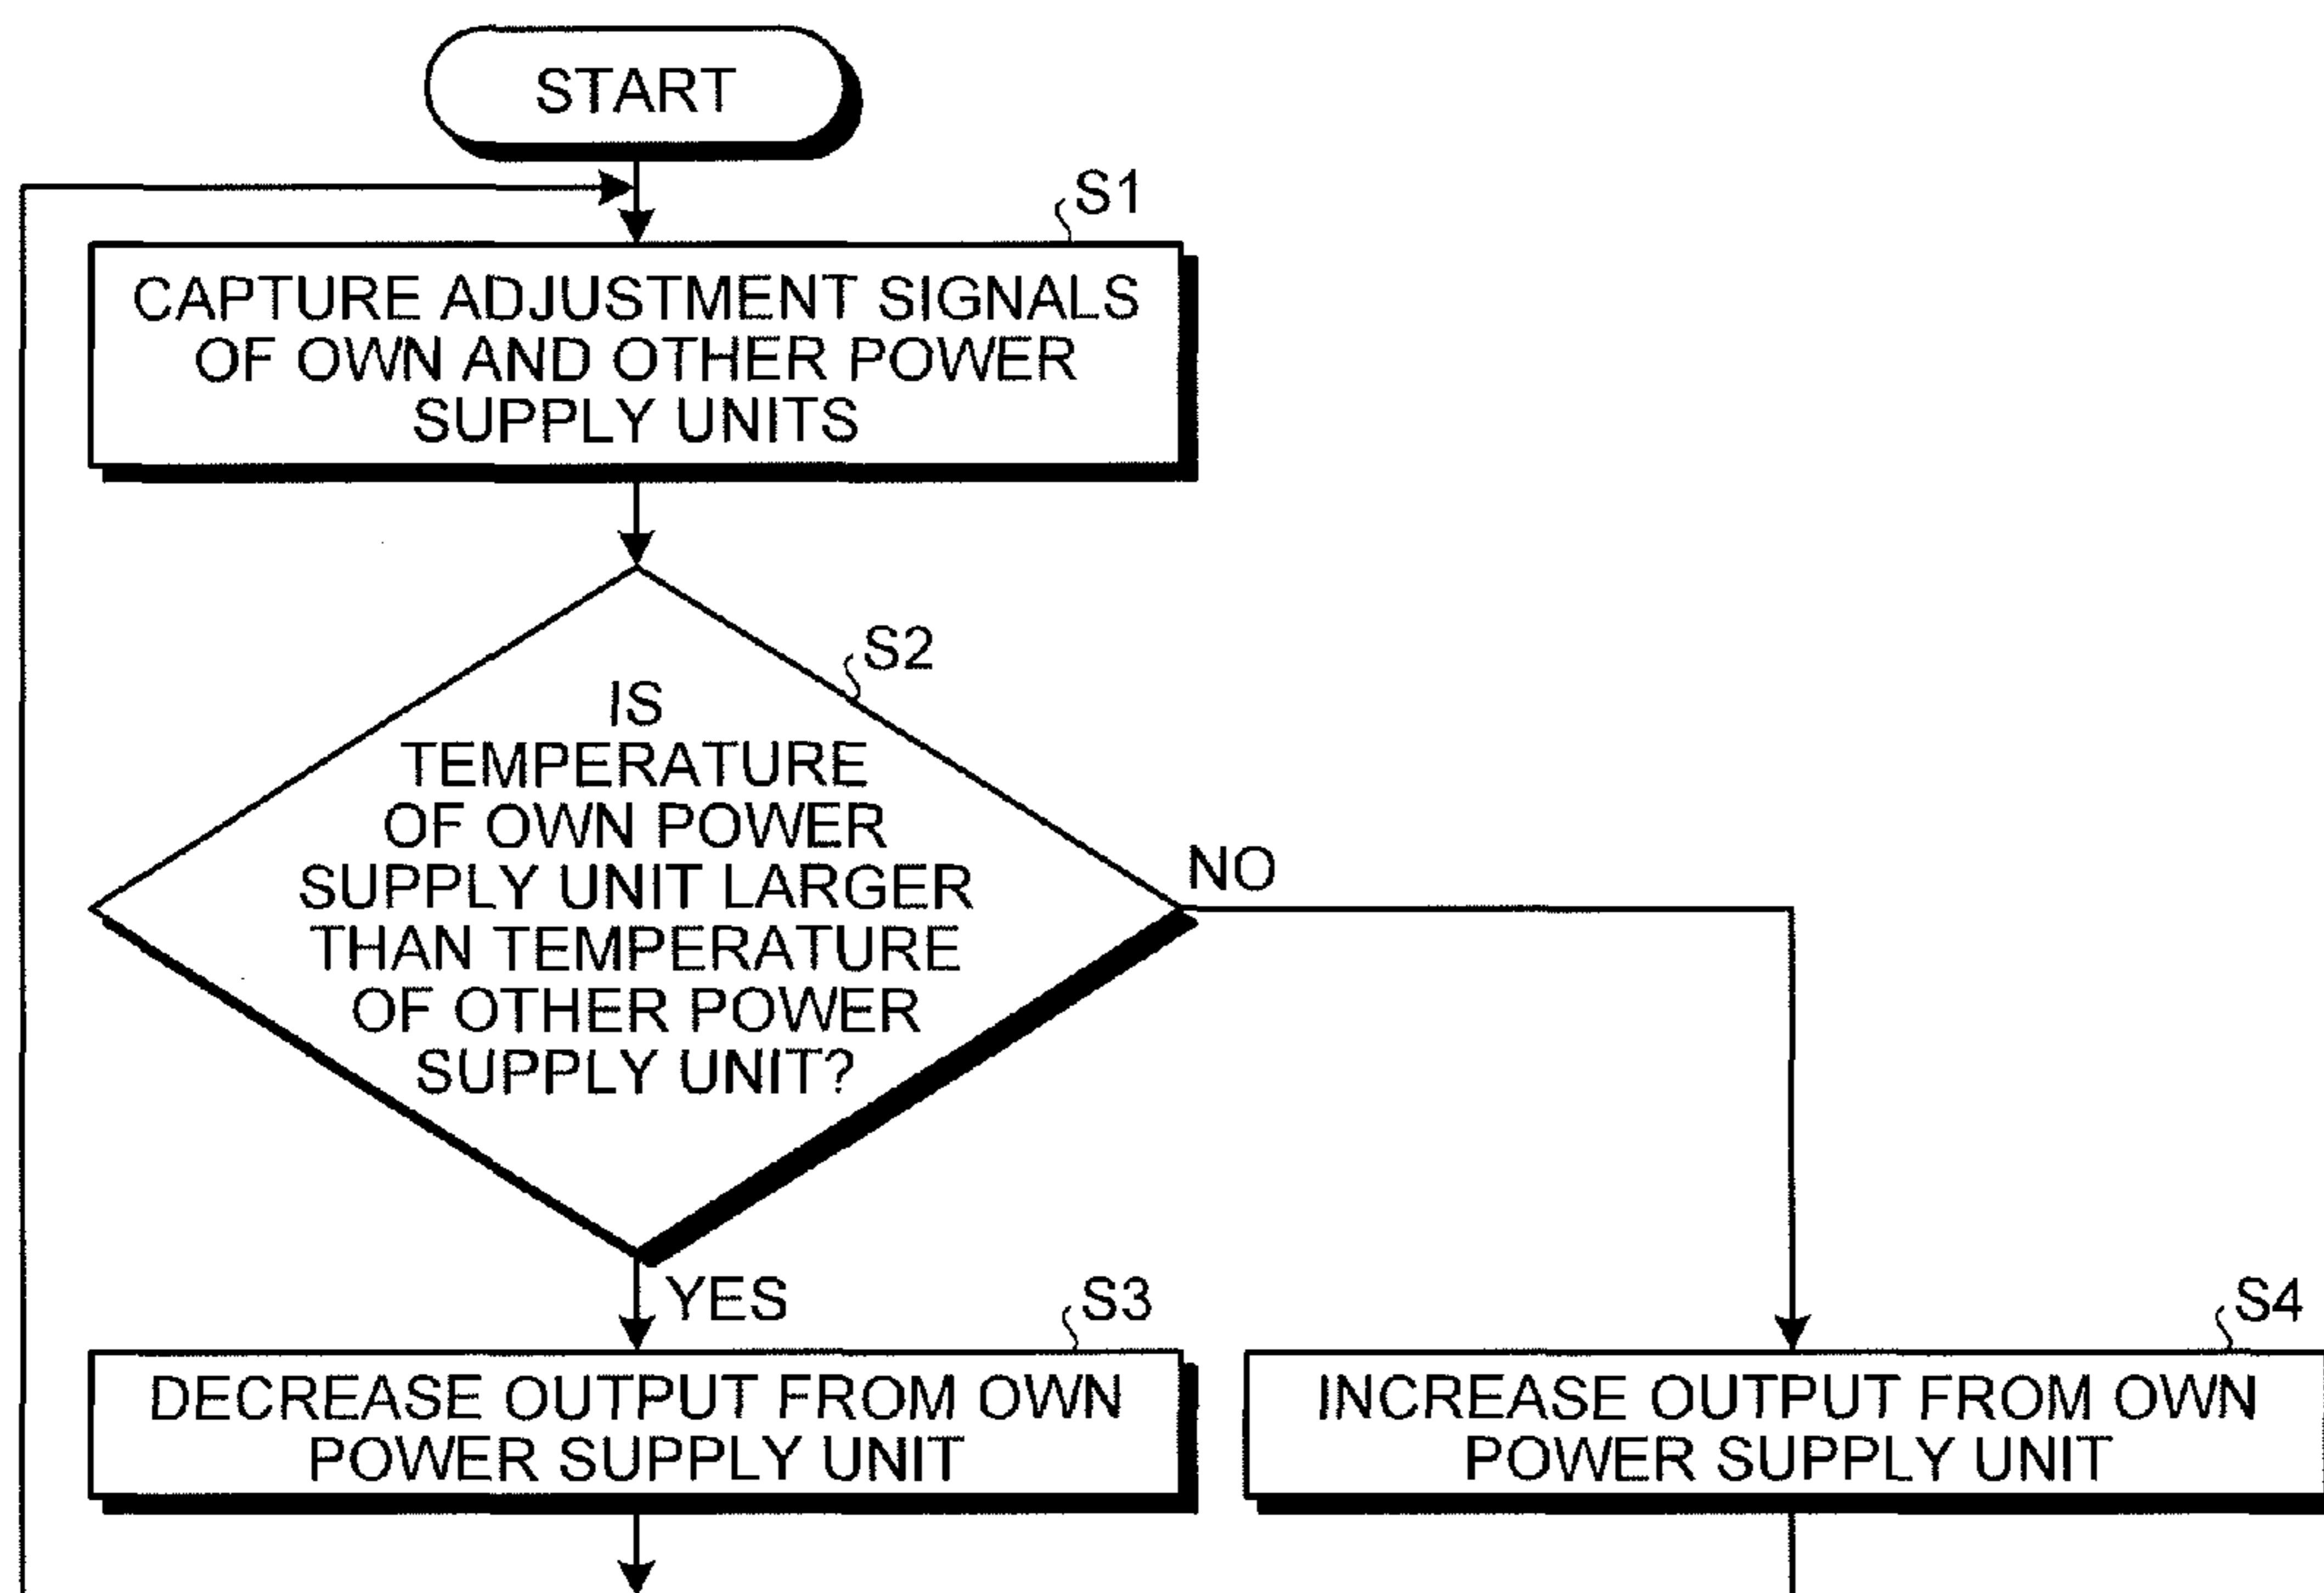 START
S1
CAPTURE ADJUSTMENT SIGNALS
OF OWN AND OTHER POWER
SUPPLY UNITS
S2
IS
TEMPERATURE
OF OWN POWER
SUPPLY UNIT LARGER
THAN TEMPERATURE
OF OTHER POWER
SUPPLY UNIT?
NO
YES
S3
DECREASE OUTPUT FROM OWN
POWER SUPPLY UNIT
S4
INCREASE OUTPUT FROM OWN
POWER SUPPLY UNIT